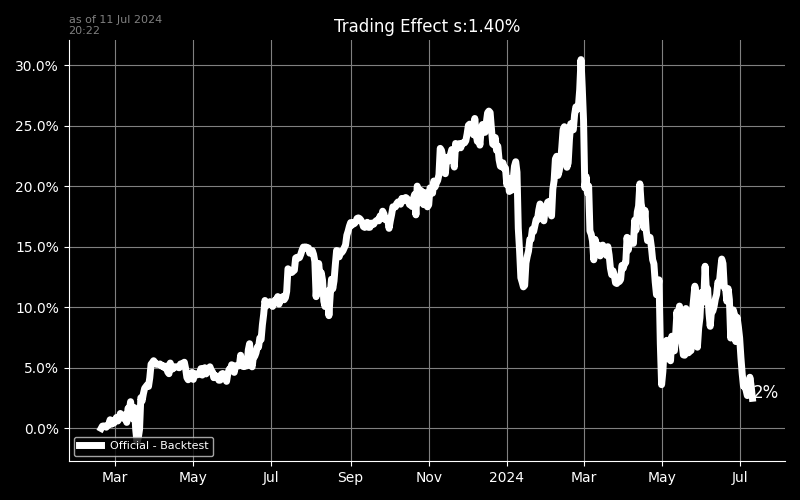 as of 11 Jul 2024
20:22
Trading Effect s:1.40%
30.0%
25.0%
20.0%
15.0%
10.0%
5.0%
0.0%
2%
Official - Backtest
Mar May Jul Sep Nov 2024 Mar May Jul